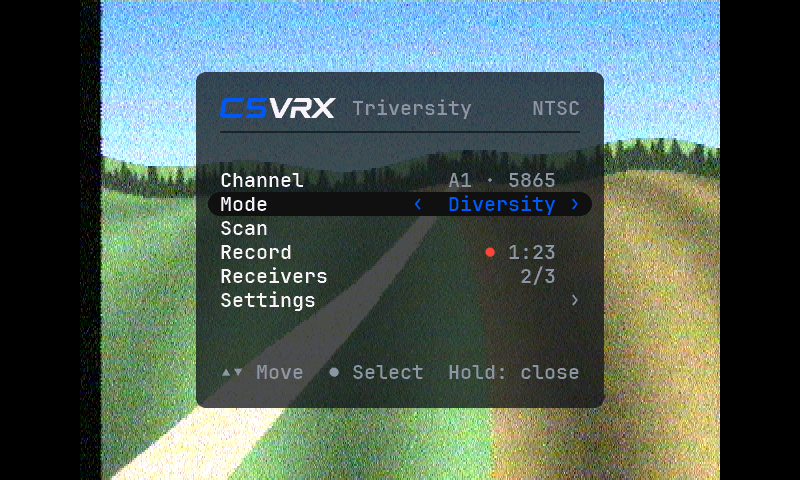 C5VRX Triversity NTSC
Channel A1 · 5865
Mode ‹ Diversity ›
Scan
Record ● 1:23
Receivers 2/3
Settings ›
▲▼ Move ● Select Hold: close